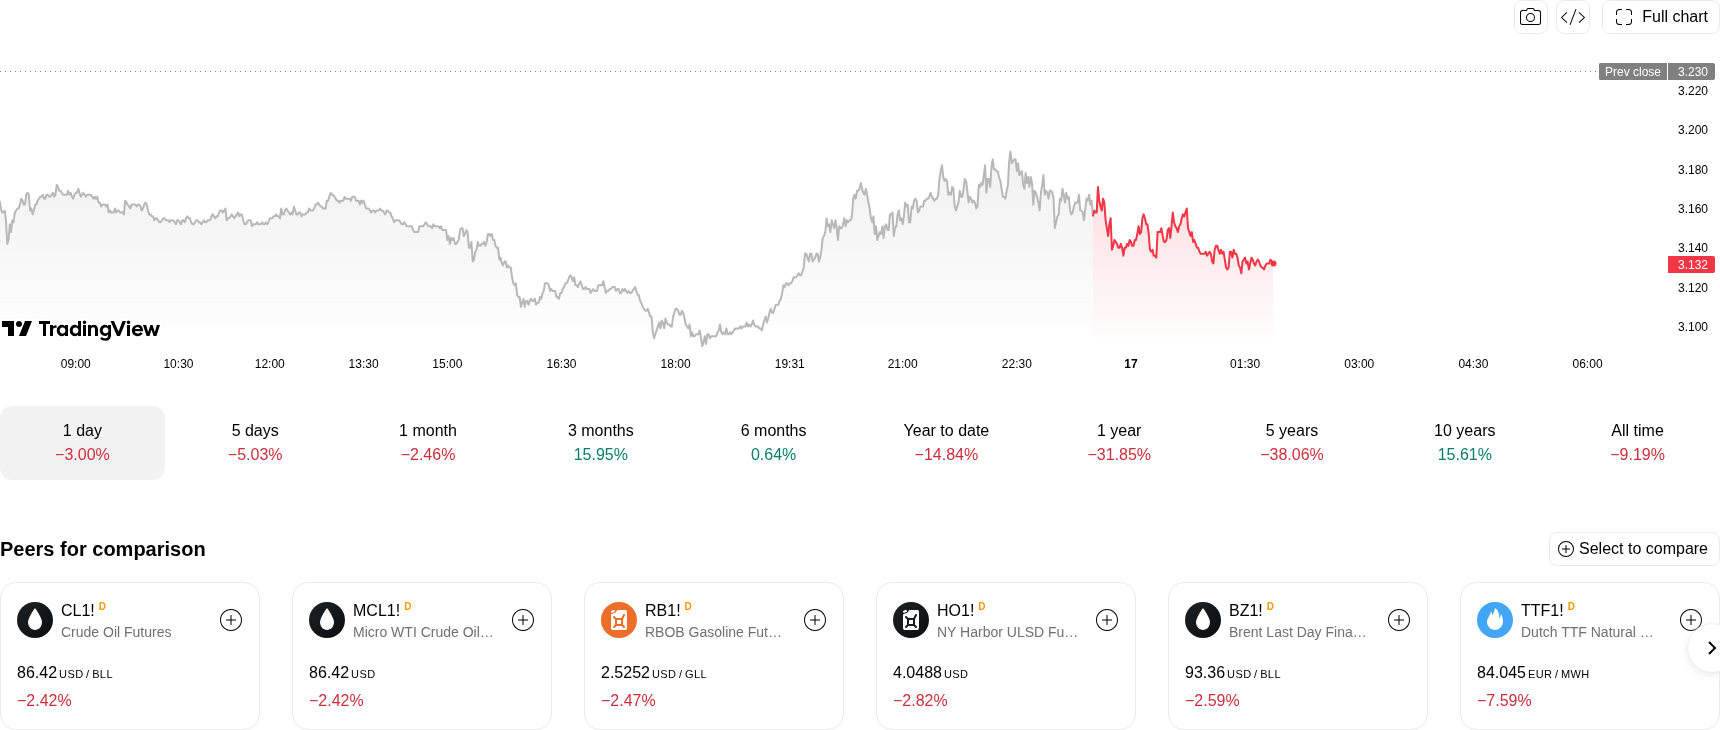 Full chart
Prev close 3.230
3.220
3.200
3.180
3.160
3.140
3.132
3.120
3.100
TradingView
09:00 10:30 12:00 13:30 15:00 16:30 18:00 19:31 21:00 22:30 17 01:30 03:00 04:30 06:00
1 day 5 days 1 month 3 months 6 months Year to date 1 year 5 years 10 years All time
−3.00% −5.03% −2.46% 15.95% 0.64% −14.84% −31.85% −38.06% 15.61% −9.19%
Peers for comparison
Select to compare
CL1! D
Crude Oil Futures
86.42 USD / BLL
−2.42%
MCL1! D
Micro WTI Crude Oil…
86.42 USD
−2.42%
RB1! D
RBOB Gasoline Fut…
2.5252 USD / GLL
−2.47%
HO1! D
NY Harbor ULSD Fu…
4.0488 USD
−2.82%
BZ1! D
Brent Last Day Fina…
93.36 USD / BLL
−2.59%
TTF1! D
Dutch TTF Natural …
84.045 EUR / MWH
−7.59%